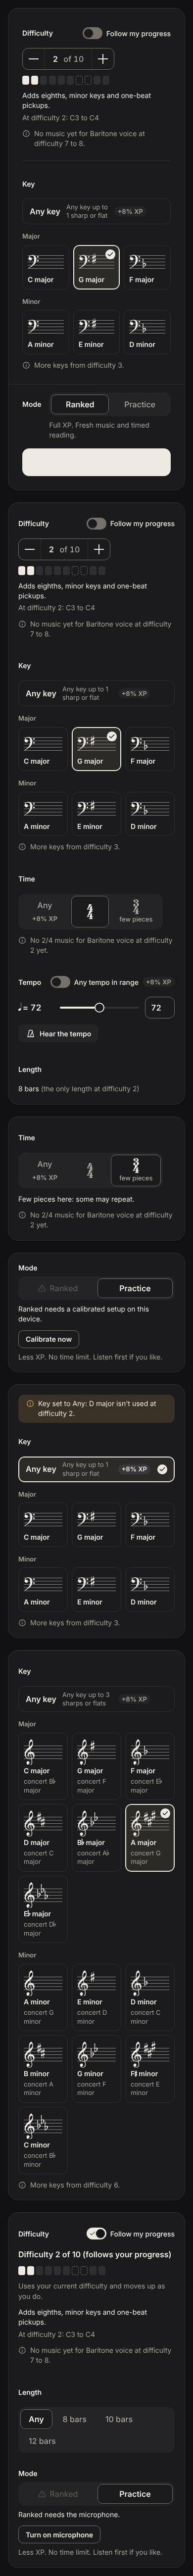 Difficulty
Follow my progress
2 of 10
Adds eighths, minor keys and one-beat
pickups.
At difficulty 2: C3 to C4
No music yet for Baritone voice at
difficulty 7 to 8.
Key
Any key
Any key up to
1 sharp or flat
+8% XP
Major
C major
G major
F major
Minor
A minor
E minor
D minor
More keys from difficulty 3.
Mode
Ranked
Practice
Full XP. Fresh music and timed
reading.
Difficulty
Follow my progress
2 of 10
Adds eighths, minor keys and one-beat
pickups.
At difficulty 2: C3 to C4
No music yet for Baritone voice at difficulty
7 to 8.
Key
Any key
Any key up to 1
sharp or flat
+8% XP
Major
C major
G major
F major
Minor
A minor
E minor
D minor
More keys from difficulty 3.
Time
Any
+8% XP
4
4
3
4
few pieces
No 2/4 music for Baritone voice at difficulty
2 yet.
Tempo
Any tempo in range
+8% XP
= 72
72
Hear the tempo
Length
8 bars (the only length at difficulty 2)
Time
Any
+8% XP
4
4
3
4
few pieces
Few pieces here: some may repeat.
No 2/4 music for Baritone voice at difficulty
2 yet.
Mode
Ranked
Practice
Ranked needs a calibrated setup on this
device.
Calibrate now
Less XP. No time limit. Listen first if you like.
Key set to Any: D major isn't used at
difficulty 2.
Key
Any key
Any key up to 1
sharp or flat
+8% XP
Major
C major
G major
F major
Minor
A minor
E minor
D minor
More keys from difficulty 3.
Key
Any key
Any key up to 3
sharps or flats
+8% XP
Major
C major
concert B♭
major
G major
concert F
major
F major
concert E♭
major
D major
concert C
major
B♭ major
concert A♭
major
A major
concert G
major
E♭ major
concert D♭
major
Minor
A minor
concert G
minor
E minor
concert D
minor
D minor
concert C
minor
B minor
concert A
minor
G minor
concert F
minor
F♯ minor
concert E
minor
C minor
concert B♭
minor
More keys from difficulty 6.
Difficulty
Follow my progress
Difficulty 2 of 10 (follows your progress)
Uses your current difficulty and moves up as
you do.
Adds eighths, minor keys and one-beat
pickups.
At difficulty 2: C3 to C4
No music yet for Baritone voice at difficulty
7 to 8.
Length
Any
8 bars
10 bars
12 bars
Mode
Ranked
Practice
Ranked needs the microphone.
Turn on microphone
Less XP. No time limit. Listen first if you like.